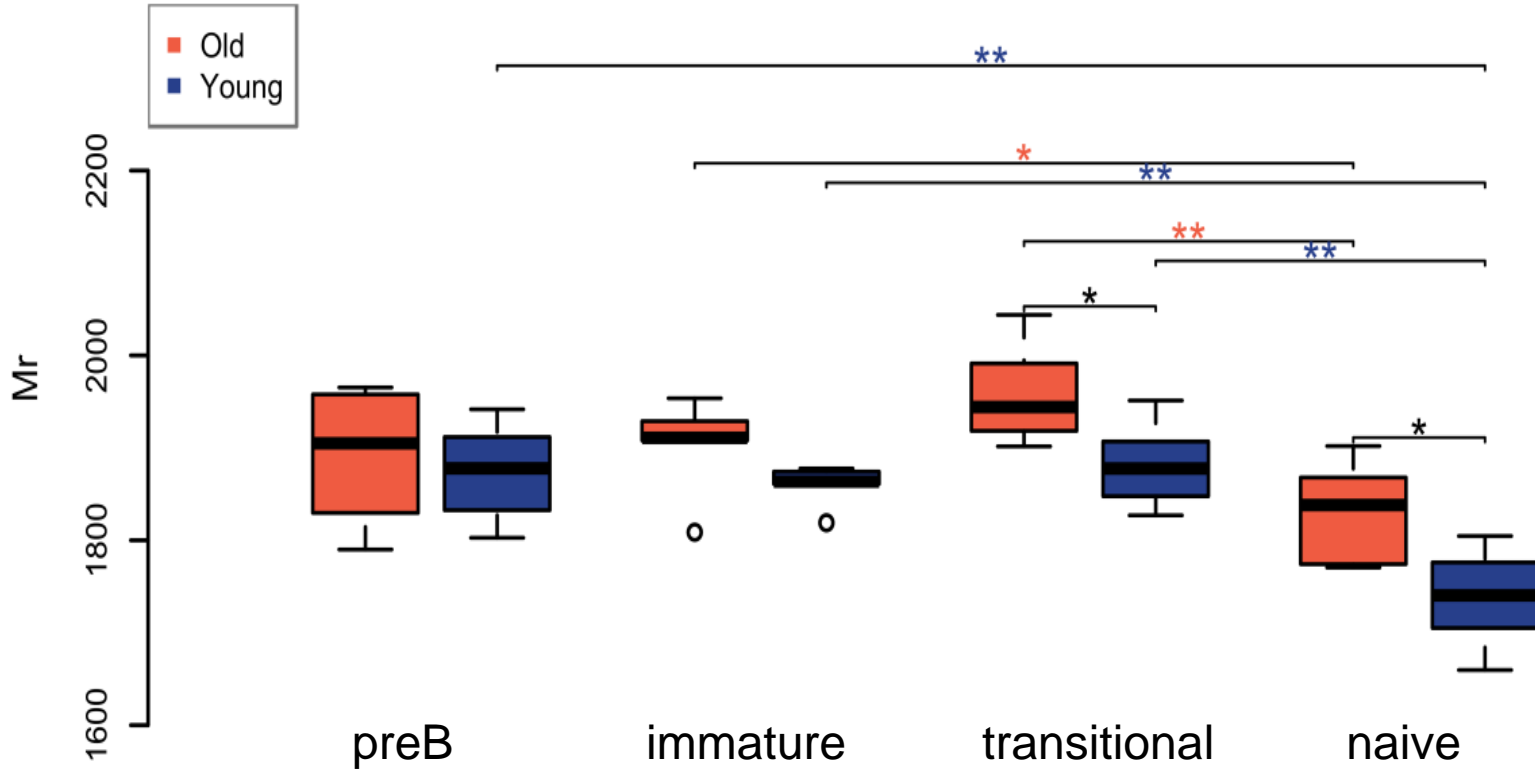 Old
Young
**
*
**
**
**
*
*
Mr
2200
2000
1800
1600
preB immature transitional naive